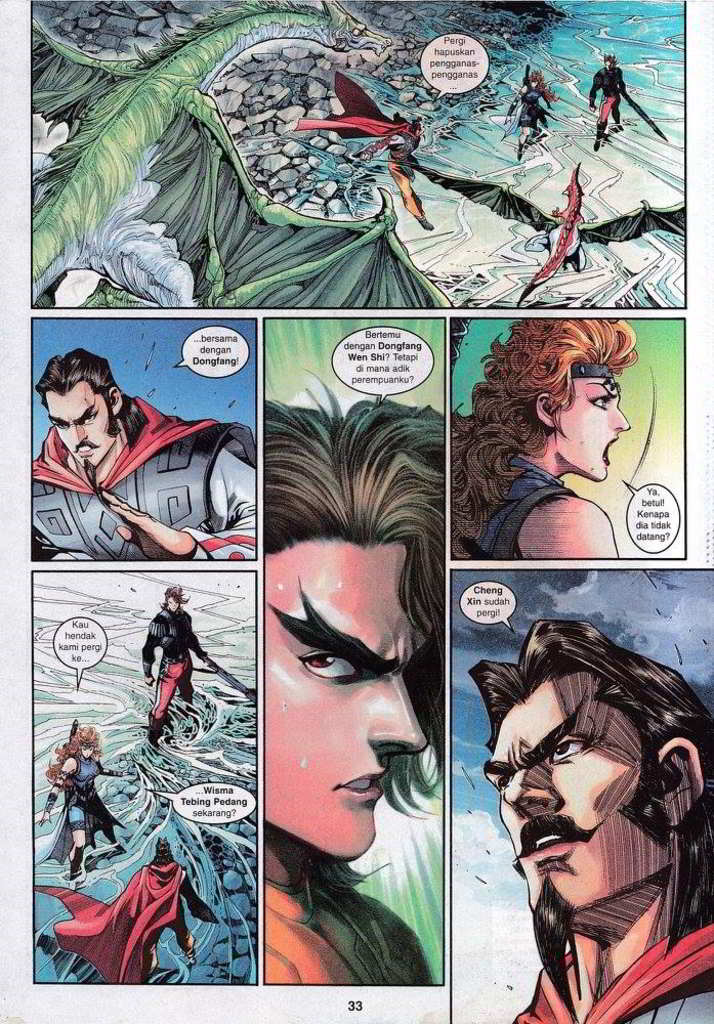 Pergi
hapuskan
pengganas-
pengganas
...
...bersama
dengan
Dongfang!
Bertemu
dengan Dongfang
Wen Shi? Tetapi
di mana adik
perempuanku?
Ya,
betul!
Kenapa
dia tidak
datang?
Kau
hendak
kami pergi
ke...
...Wisma
Tebing Pedang
sekarang?
Cheng
Xin sudah
pergi!
33